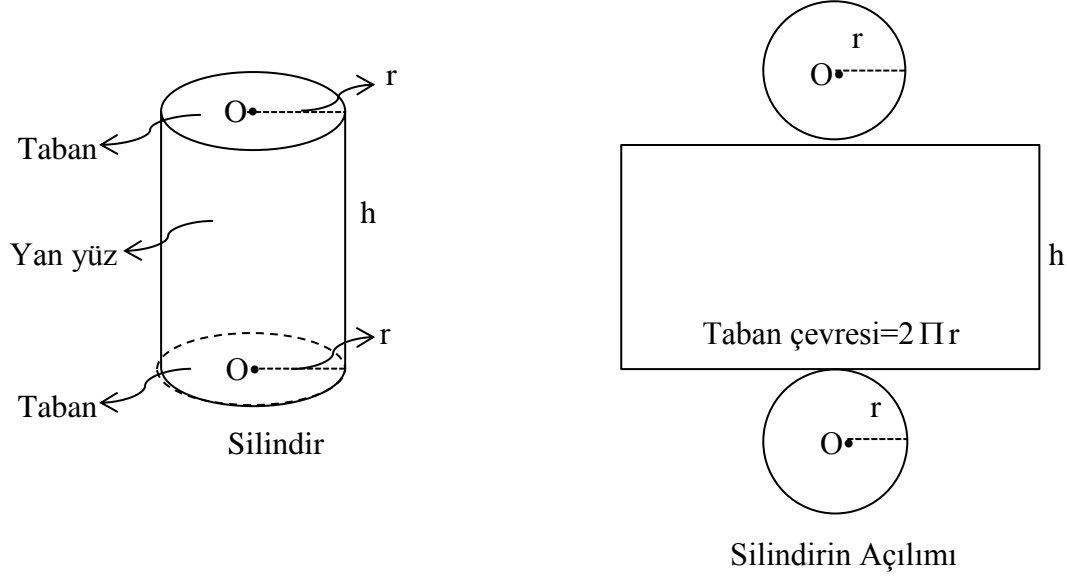 r
O
Taban
h
Yan yüz
r
O
Taban
Silindir
r
O
h
Taban çevresi=2 Π r
r
O
Silindirin Açılımı